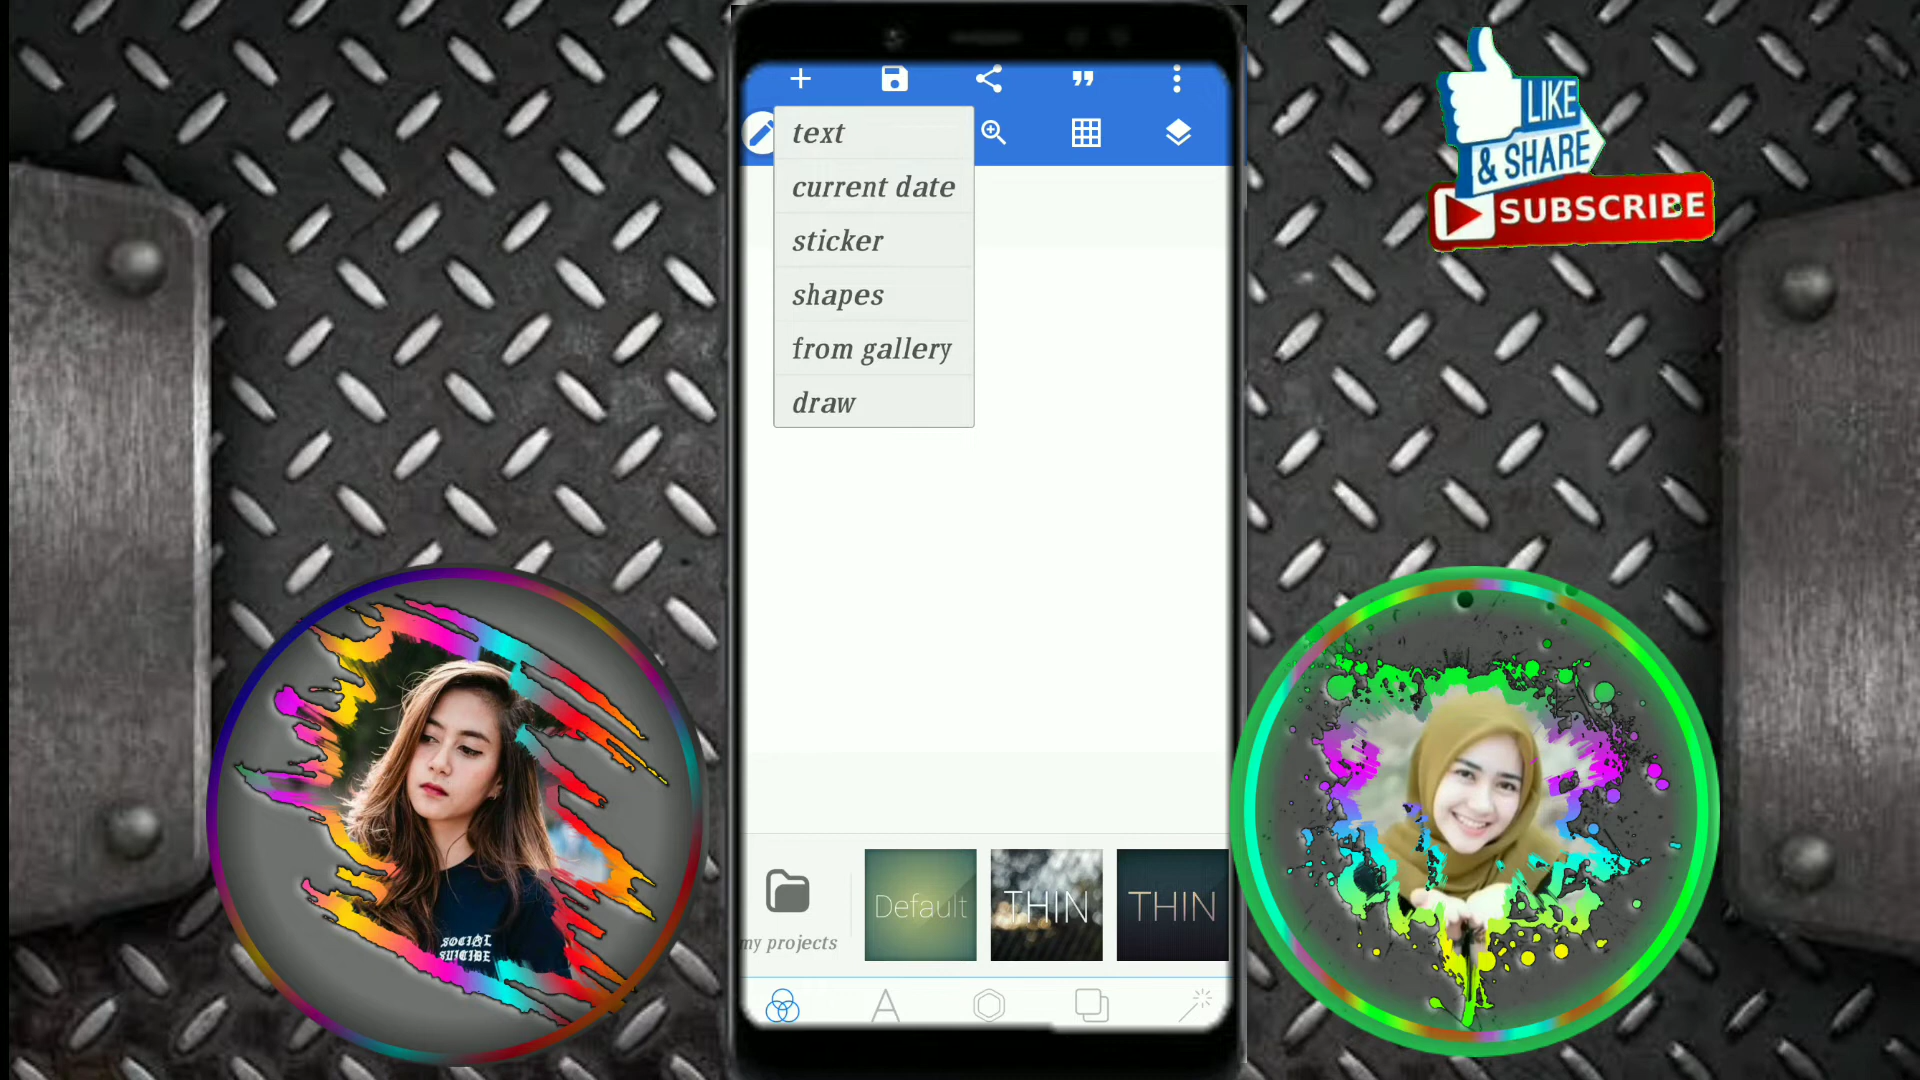 text
current date
sticker
shapes
from gallery
draw
LIKE
& SHARE
SUBSCRIBE
SOCIAL
SUICIDE
my projects
Default
THIN
THIN